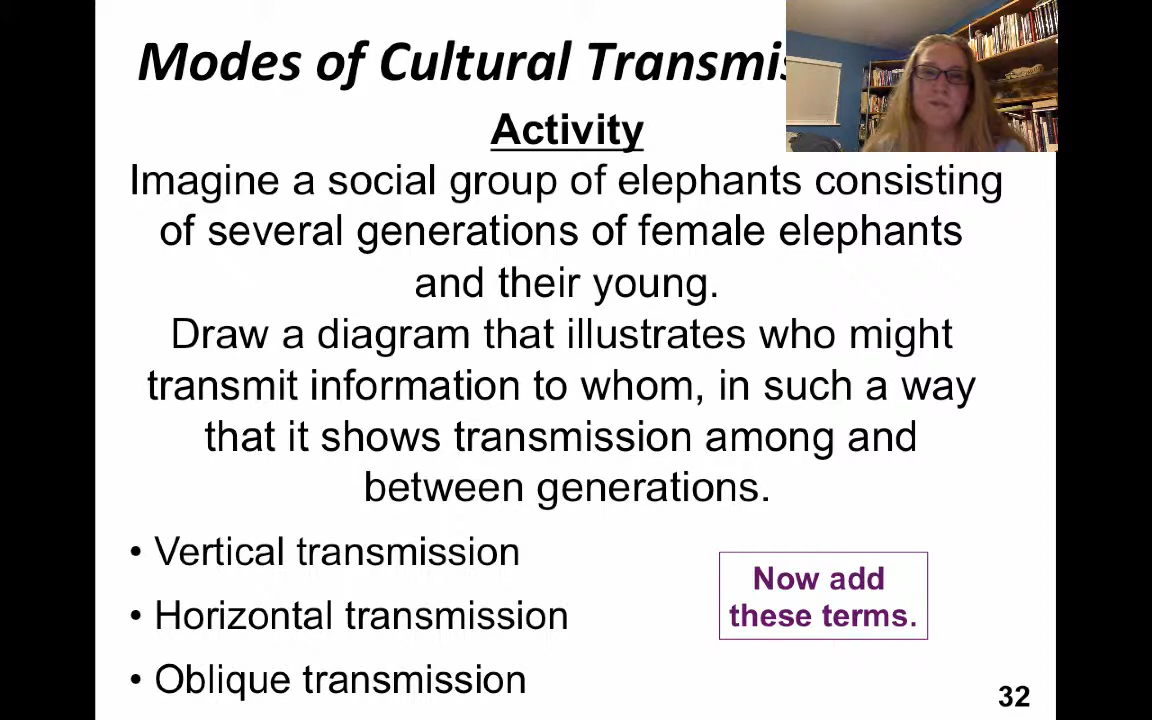 Modes of Cultural
Activity
Imagine a social group of elephants consisting
of several generations of female elephants
and their young.
Draw a diagram that illustrates who might
transmit information to whom, in such a way
that it shows transmission among and
between generations.
• Vertical transmission
• Horizontal transmission
• Oblique transmission
Now add
these terms.
32